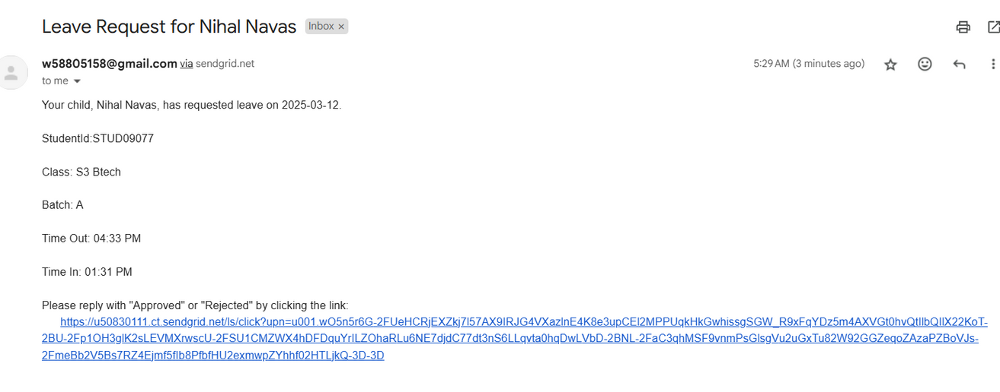 Leave Request for Nihal Navas Inbox ×
w58805158@gmail.com via sendgrid.net 5:29 AM (3 minutes ago)
to me
Your child, Nihal Navas, has requested leave on 2025-03-12.
StudentId:STUD09077
Class: S3 Btech
Batch: A
Time Out: 04:33 PM
Time In: 01:31 PM
Please reply with "Approved" or "Rejected" by clicking the link:
https://u50830111.ct.sendgrid.net/ls/click?upn=u001.wO5n5r6G-2FUeHCRjEXZkj7l57AX9IRJG4VXazlnE4K8e3upCEl2MPPUqkHkGwhissgSGW_R9xFqYDz5m4AXVGt0hvQtIlbQIlX22KoT-
2BU-2Fp1OH3glK2sLEVMXrwscU-2FSU1CMZWX4hDFDquYrILZOhaRLu6NE7djdC77dt3nS6LLqvta0hqDwLVbD-2BNL-2FaC3qhMSF9vnmPsGlsgVu2uGxTu82W92GGZeqoZAzaPZBoVJs-
2FmeBb2V5Bs7RZ4Ejmf5flb8PfbfHU2exmwpZYhhf02HTLjkQ-3D-3D